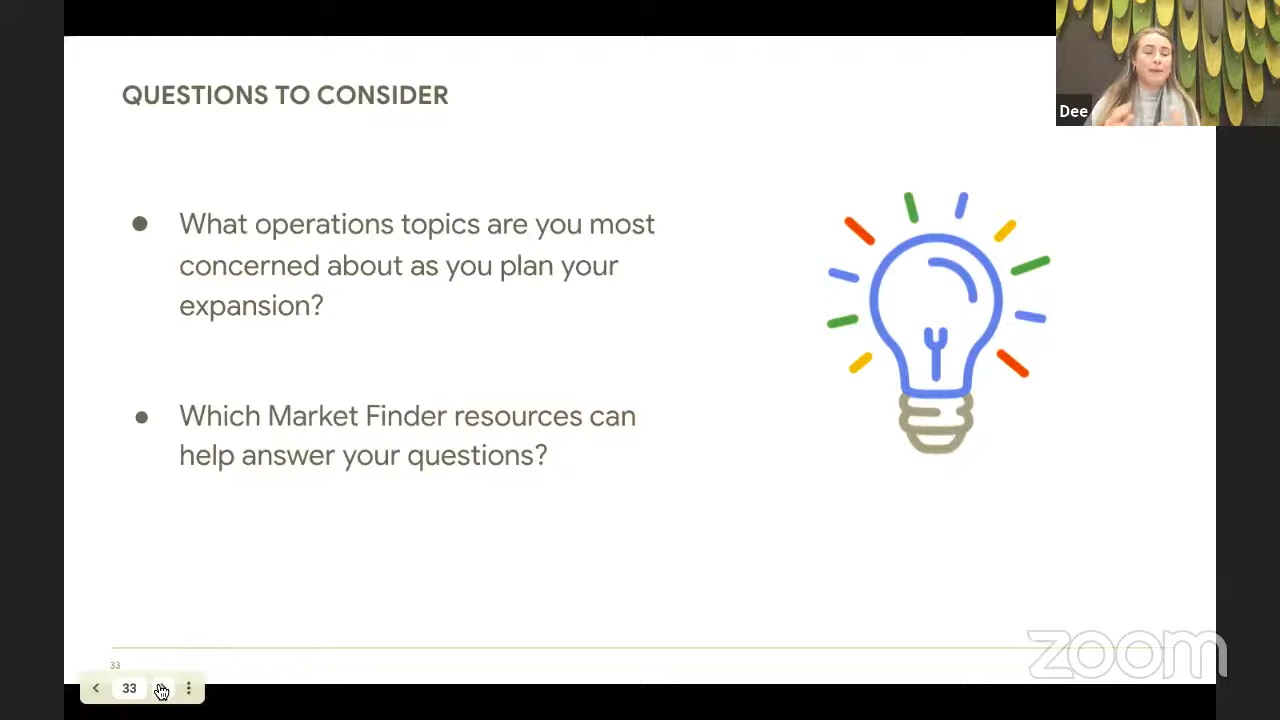 QUESTIONS TO CONSIDER
Dee
● What operations topics are you most
concerned about as you plan your
expansion?
● Which Market Finder resources can
help answer your questions?
33
33
zoom